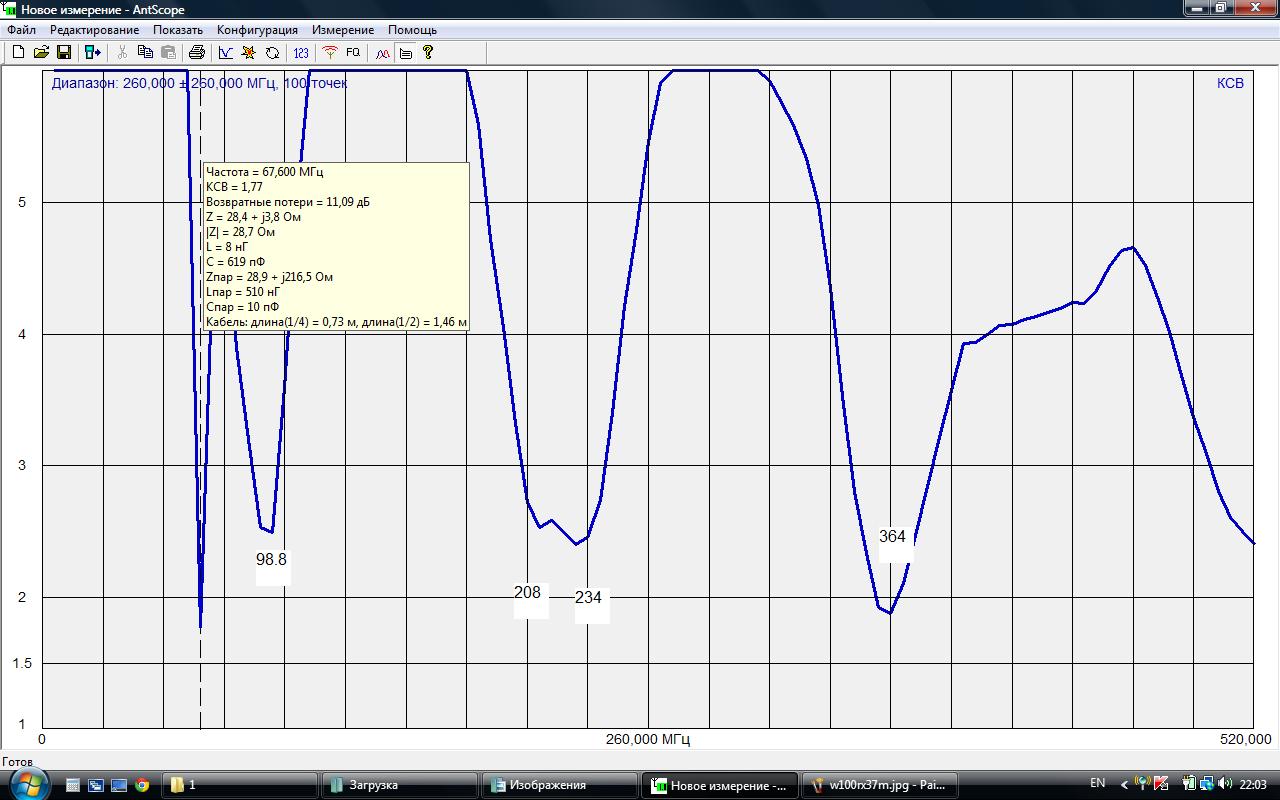 Новое измерение - AntScope
Файл Редактирование Показать Конфигурация Измерение Помощь
123 FQ
Диапазон: 260,000 ± 260,000 МГц, 100 точек
КСВ
Частота = 67,600 МГц
КСВ = 1,77
Возвратные потери = 11,09 дБ
Z = 28,4 + j3,8 Ом
|Z| = 28,7 Ом
L = 8 нГ
C = 619 пФ
Zпар = 28,9 + j216,5 Ом
Lпар = 510 нГ
Cпар = 10 пФ
Кабель: длина(1/4) = 0,73 м, длина(1/2) = 1,46 м
5
4
3
2
1.5
1
98.8
208
234
364
0 260,000 МГц 520,000
Готов
1 Загрузка Изображения Новое измерение -... w100rx37m.jpg - Pai... EN 22:03